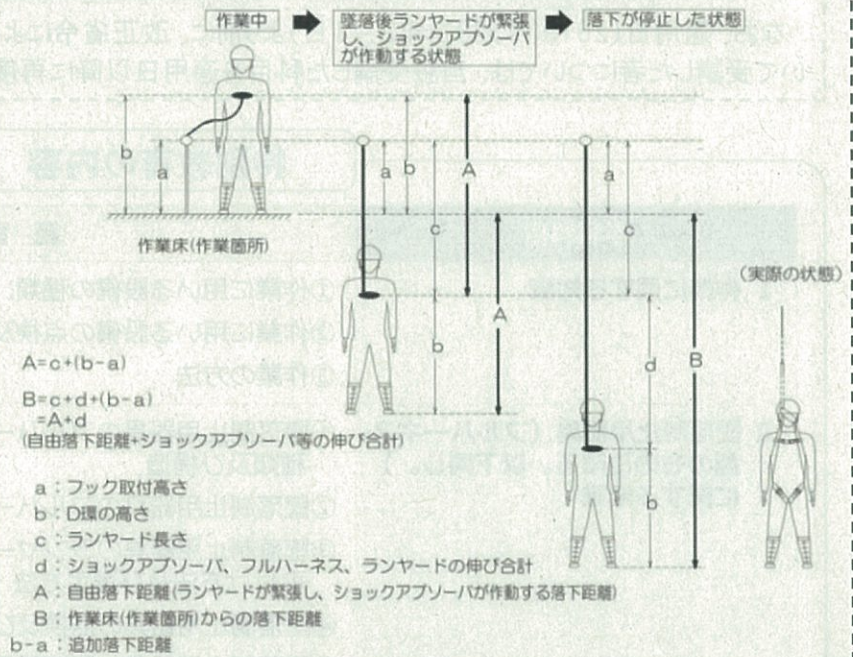 作業中
墜落後ランヤードが緊張
し、ショックアブソーバ
が作動する状態
落下が停止した状態
b
a
a
b
A
c
a
c
作業床(作業箇所)
(実際の状態)
A
b
d
B
b
A=c+(b-a)
B=c+d+(b-a)
=A+d
(自由落下距離+ショックアブソーバ等の伸び合計)
a:フック取付高さ
b:D環の高さ
c:ランヤード長さ
d:ショックアブソーバ、フルハーネス、ランヤードの伸び合計
A:自由落下距離(ランヤードが緊張し、ショックアブソーバが作動する落下距離)
B:作業床(作業箇所)からの落下距離
b-a:追加落下距離